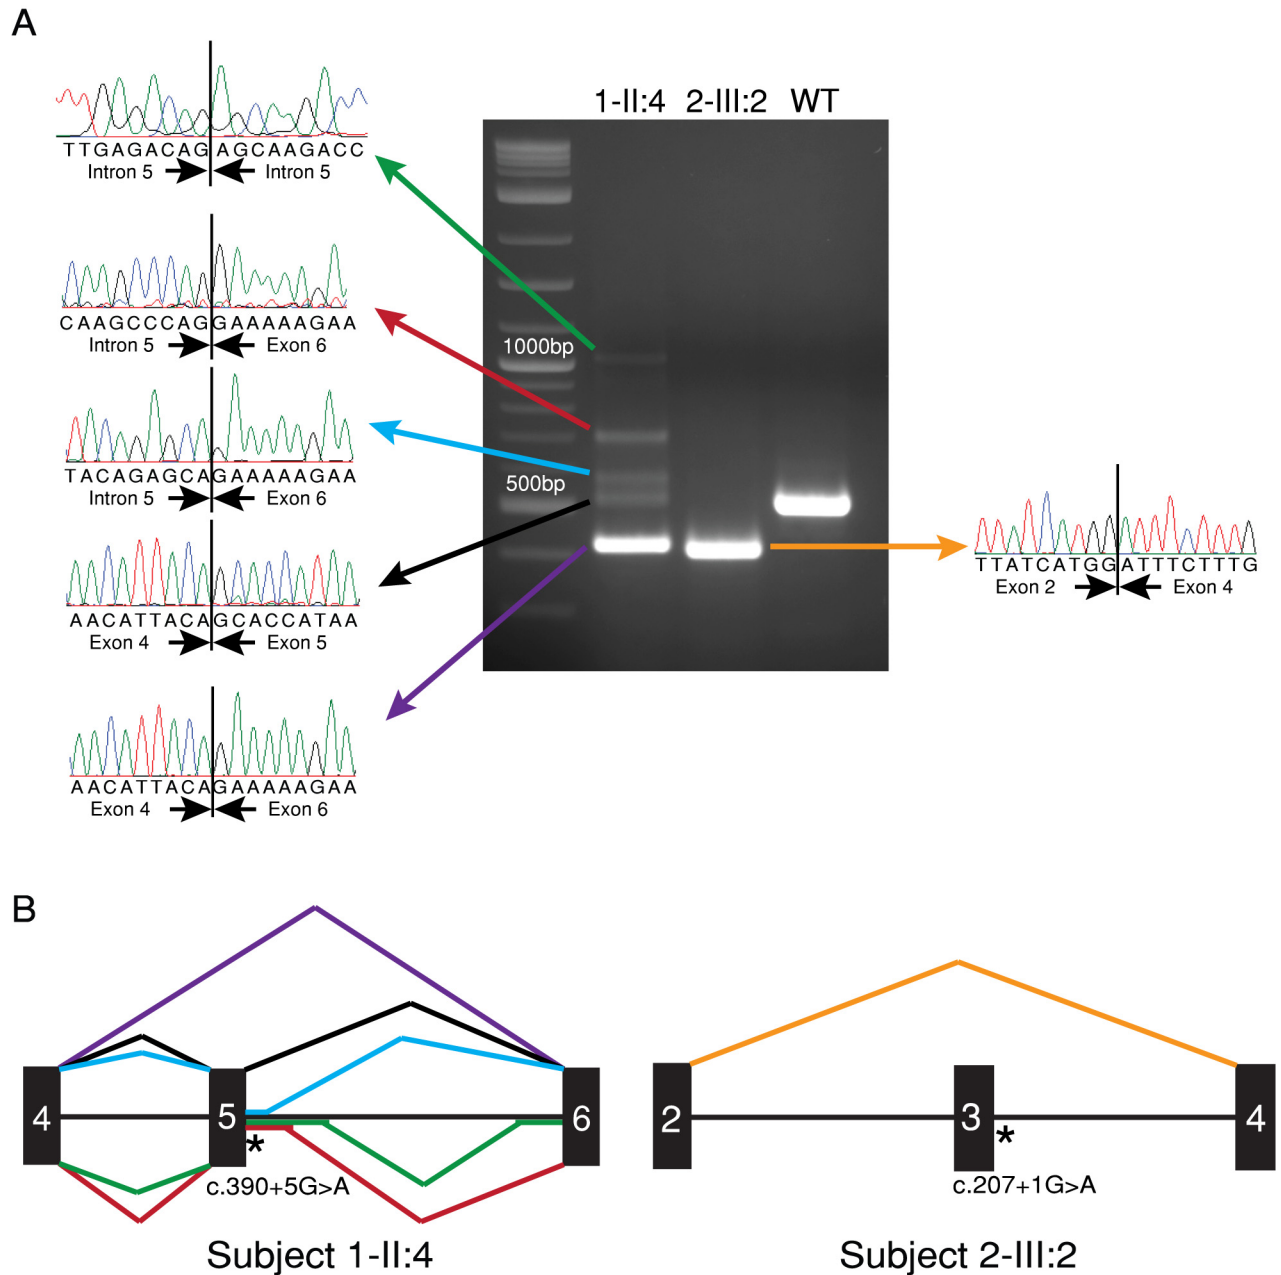 A
1-II:4 2-III:2 WT
TTGAGACAGAGCAAGACC
Intron 5 Intron 5
CAAGCCCAGGAAAAAGAA
Intron 5 Exon 6
1000bp
TACAGAGCAGAAAAAGAA
Intron 5 Exon 6
500bp
AACATTACAGCACCATAA
Exon 4 Exon 5
AACATTACAGAAAAAGAA
Exon 4 Exon 6
TTATCATGGATTTCTTTG
Exon 2 Exon 4
B
4 5 6
*
c.390+5G>A
Subject 1-II:4
2 3 4
*
c.207+1G>A
Subject 2-III:2